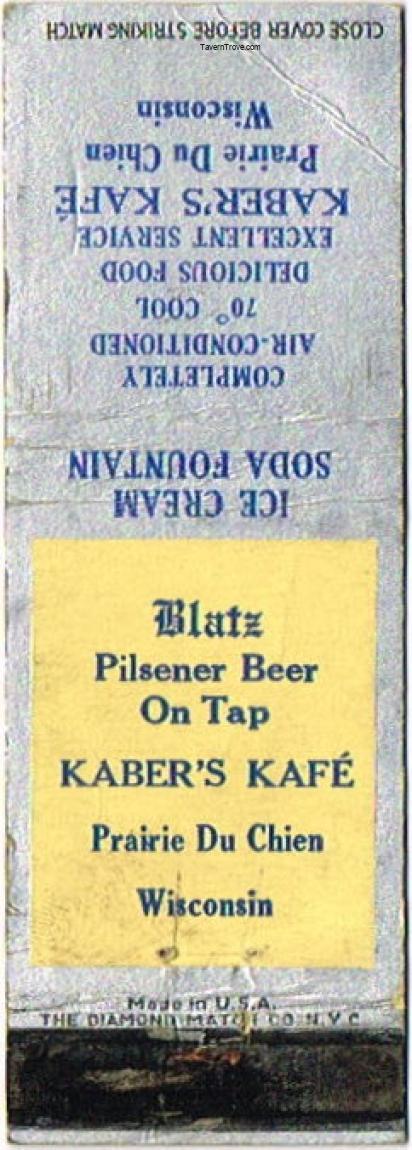 CLOSE COVER BEFORE STRIKING MATCH
TavernTrove.com
ICE CREAM
SODA FOUNTAIN
COMPLETELY
AIR-CONDITIONED
70° COOL
DELICIOUS FOOD
EXCELLENT SERVICE
KABER'S KAFÉ
Prairie Du Chien
Wisconsin
Blatz
Pilsener Beer
On Tap
KABER'S KAFÉ
Prairie Du Chien
Wisconsin
Made in U.S.A.
THE DIAMOND MATCH CO. N.Y.C.